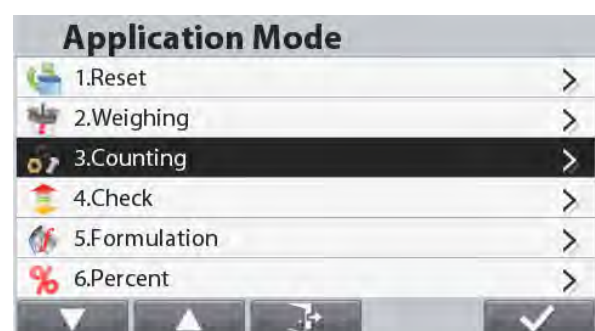 Application Mode
1.Reset
2.Weighing
3.Counting
4.Check
5.Formulation
6.Percent